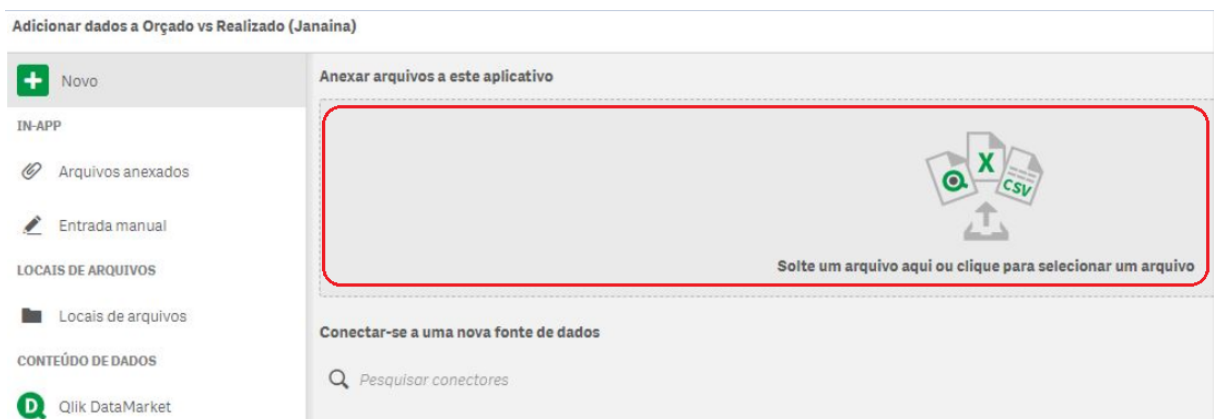 Adicionar dados a Orçado vs Realizado (Janaina)
Novo
IN-APP
Arquivos anexados
Entrada manual
LOCAIS DE ARQUIVOS
Locais de arquivos
CONTEÚDO DE DADOS
Qlik DataMarket
Anexar arquivos a este aplicativo
X
CSV
Solte um arquivo aqui ou clique para selecionar um arquivo
Conectar-se a uma nova fonte de dados
Pesquisar conectores